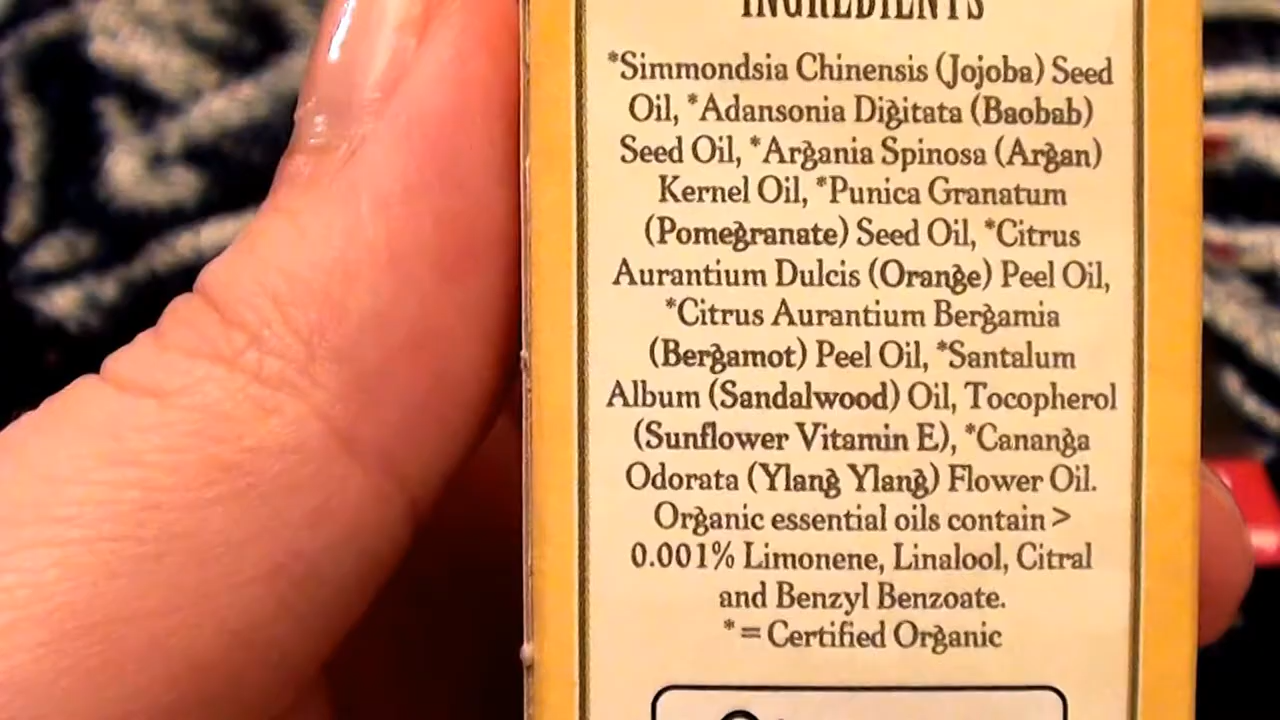 INGREDIENTS
*Simmondsia Chinensis (Jojoba) Seed
Oil, *Adansonia Digitata (Baobab)
Seed Oil, *Argania Spinosa (Argan)
Kernel Oil, *Punica Granatum
(Pomegranate) Seed Oil, *Citrus
Aurantium Dulcis (Orange) Peel Oil,
*Citrus Aurantium Bergamia
(Bergamot) Peel Oil, *Santalum
Album (Sandalwood) Oil, Tocopherol
(Sunflower Vitamin E), *Cananga
Odorata (Ylang Ylang) Flower Oil.
Organic essential oils contain >
0.001% Limonene, Linalool, Citral
and Benzyl Benzoate.
* = Certified Organic